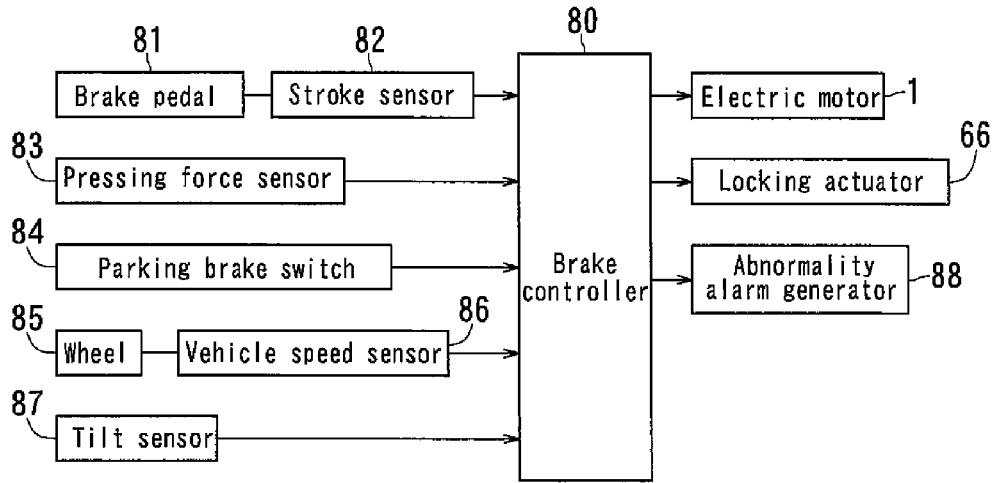 80
81
82
Brake pedal
Stroke sensor
Electric motor
1
83
66
Pressing force sensor
Locking actuator
84
Parking brake switch
Brake
controller
Abnormality
alarm generator
88
85
86
Wheel
Vehicle speed sensor
87
Tilt sensor